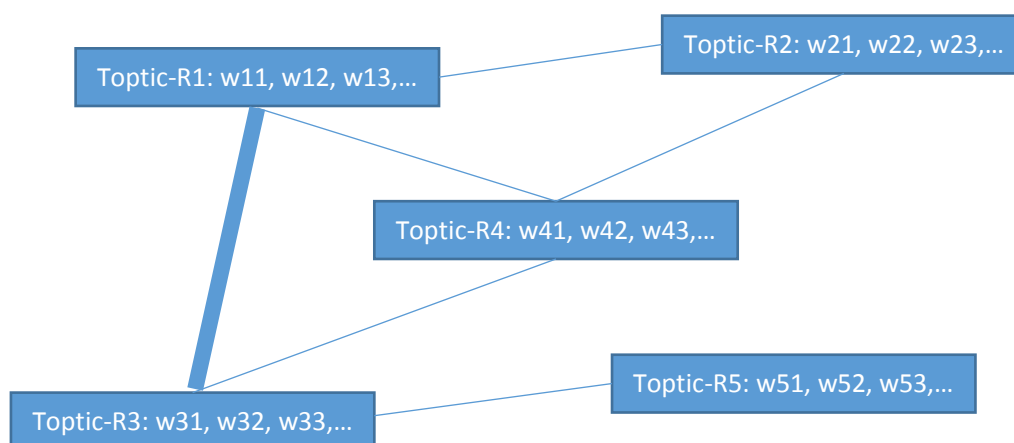 Toptic-R1: w11, w12, w13,...
Toptic-R2: w21, w22, w23,...
Toptic-R4: w41, w42, w43,...
Toptic-R5: w51, w52, w53,...
Toptic-R3: w31, w32, w33,...